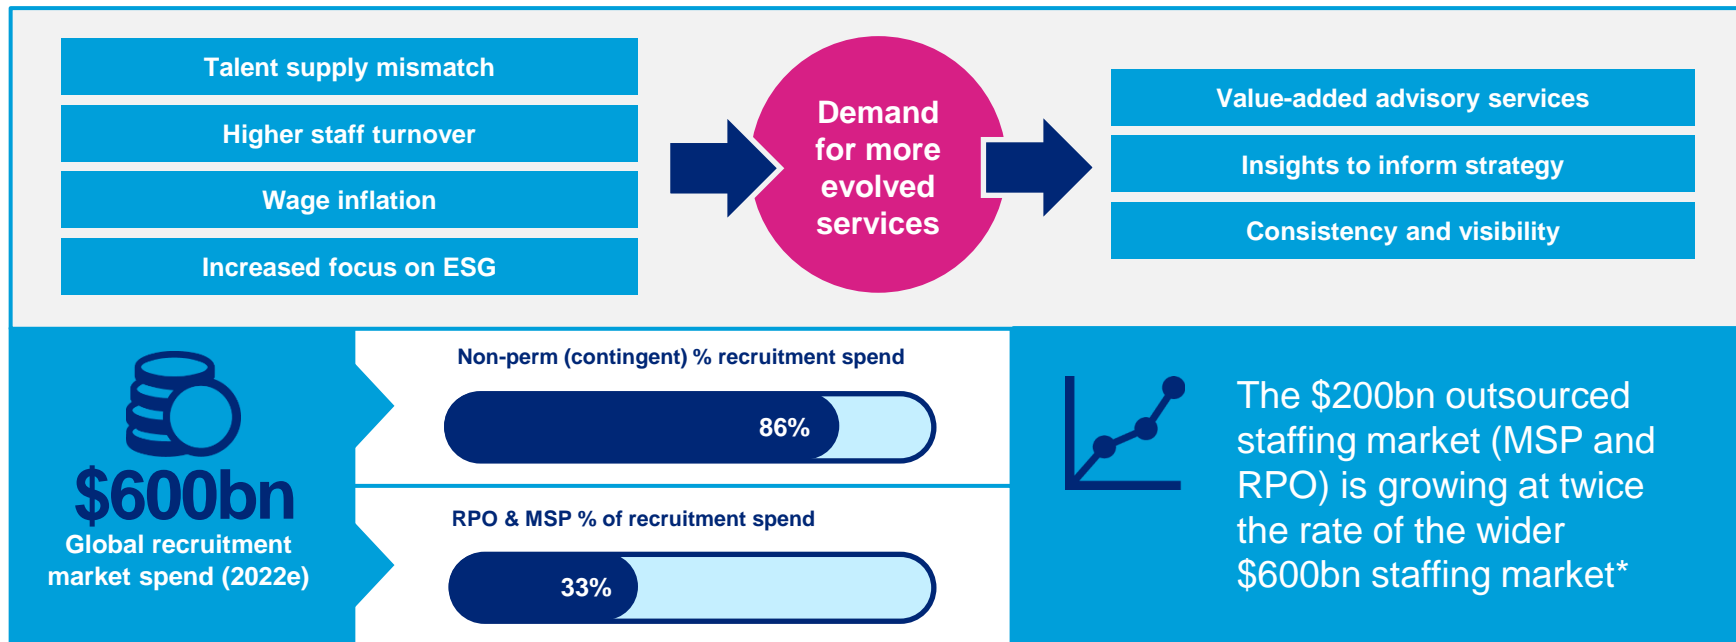 Talent supply mismatch
Higher staff turnover
Wage inflation
Increased focus on ESG
Demand
for more
evolved
services
Value-added advisory services
Insights to inform strategy
Consistency and visibility
$600bn
Global recruitment
market spend (2022e)
Non-perm (contingent) % recruitment spend
86%
RPO & MSP % of recruitment spend
33%
The $200bn outsourced
staffing market (MSP and
RPO) is growing at twice
the rate of the wider
$600bn staffing market*